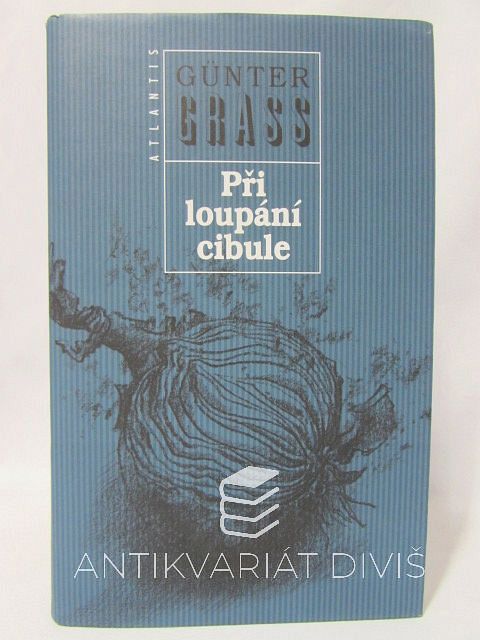 ATLANTIS
GÜNTER
GRASS
Při
loupání
cibule
ANTIKVARIÁT DIVIŠ